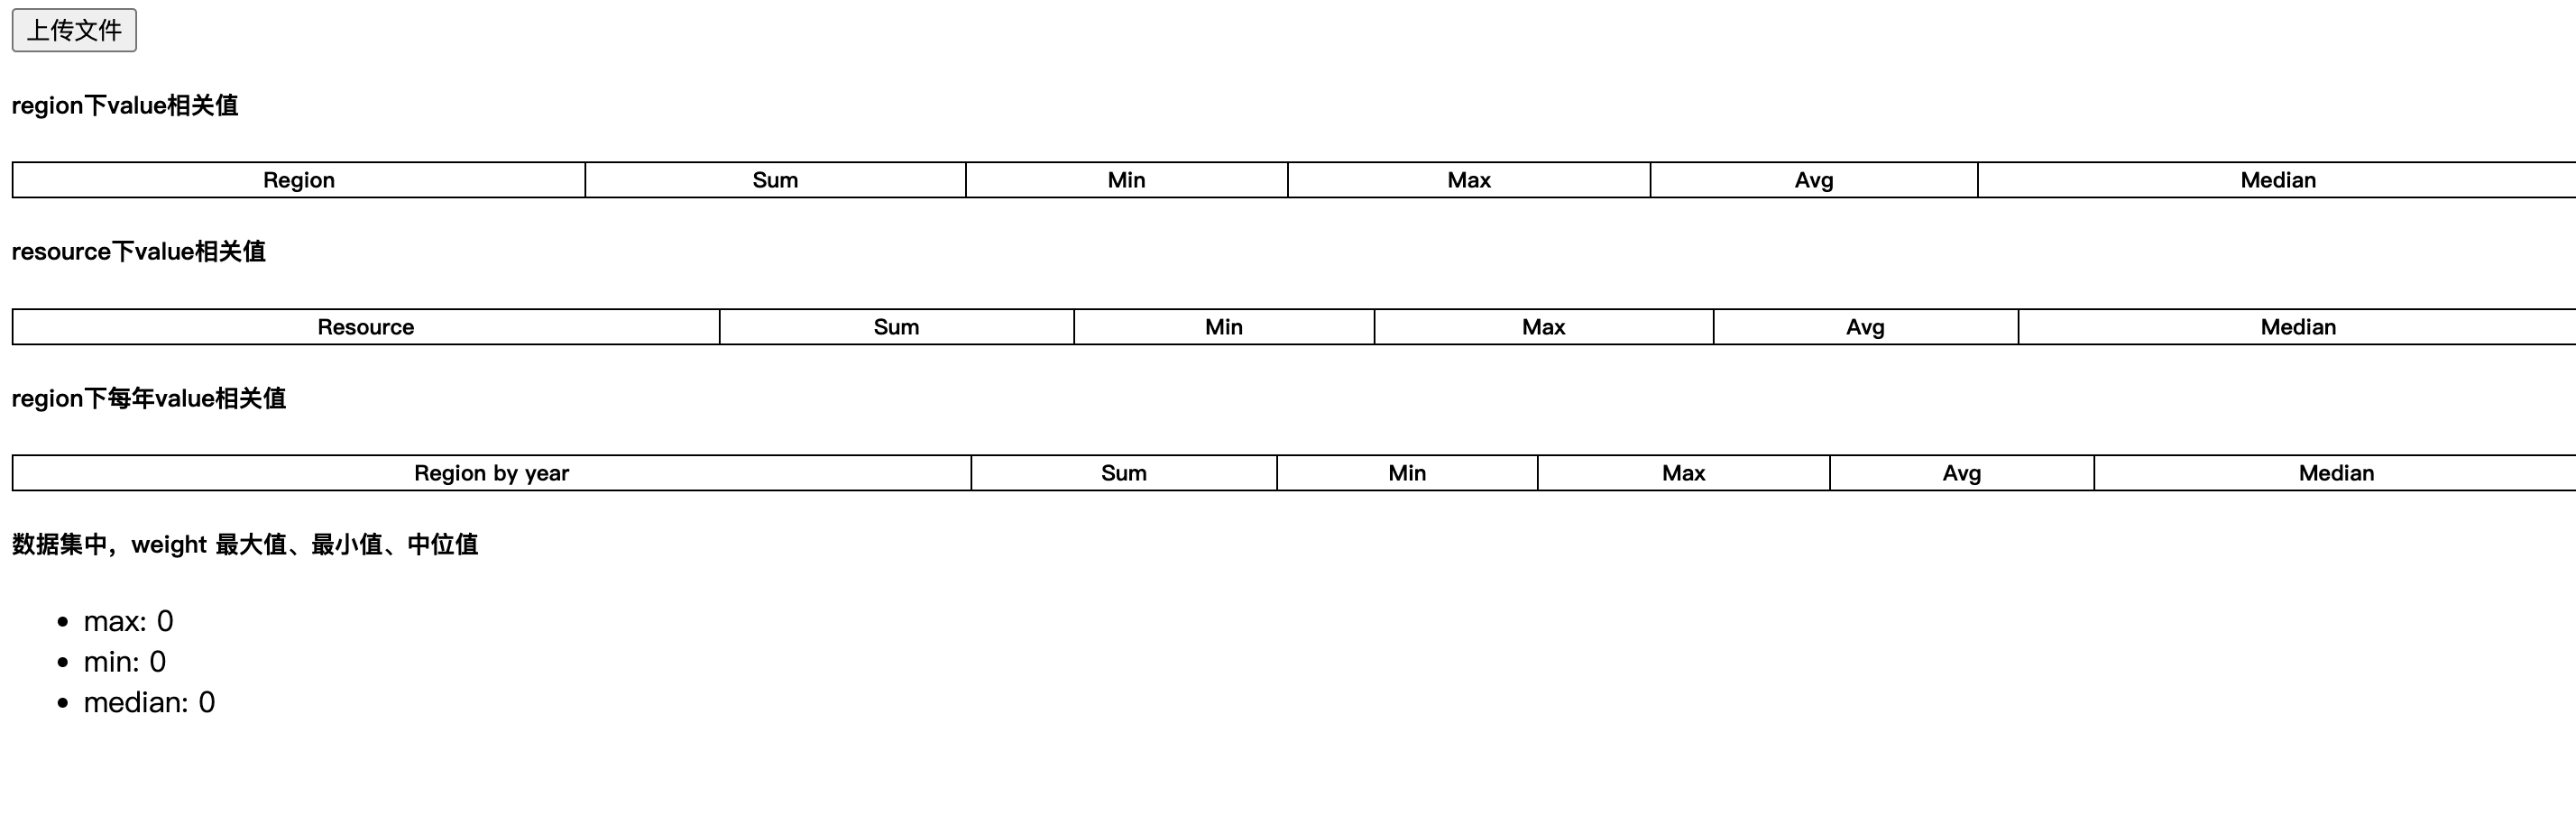 上传文件
region下value相关值
Region Sum Min Max Avg Median
resource下value相关值
Resource Sum Min Max Avg Median
region下每年value相关值
Region by year Sum Min Max Avg Median
数据集中，weight 最大值、最小值、中位值
• max: 0
• min: 0
• median: 0